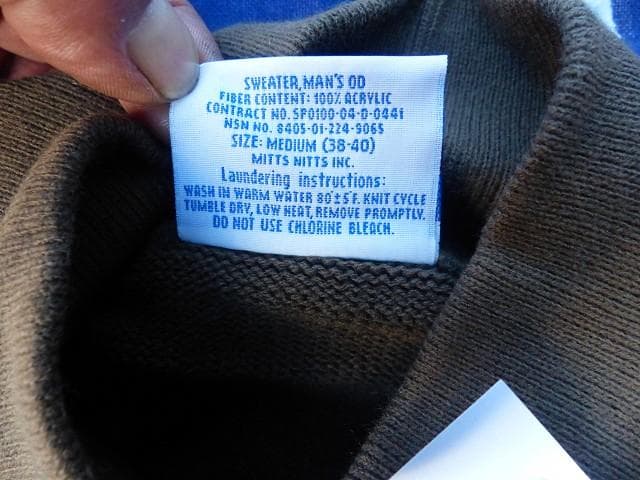 SWEATER, MAN'S OD
FIBER CONTENT: 100% ACRYLIC
CONTRACT NO. SP0100-04-D-0441
NSN NO. 8405-01-224-5065
SIZE: MEDIUM (38-40)
MITTS NITTS INC.
Laundering instructions:
WASH IN WARM WATER 80°±5°F. KNIT CYCLE
TUMBLE DRY, LOW HEAT, REMOVE PROMPTLY.
DO NOT USE CHLORINE BLEACH.